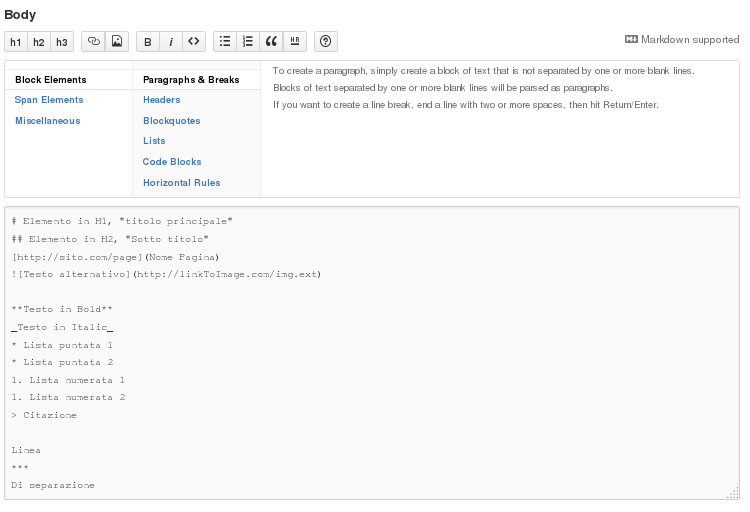 Body
h1 h2 h3 B i <> “ HR ? Markdown supported
Block Elements
Span Elements
Miscellaneous
Paragraphs & Breaks
Headers
Blockquotes
Lists
Code Blocks
Horizontal Rules
To create a paragraph, simply create a block of text that is not separated by one or more blank lines.
Blocks of text separated by one or more blank lines will be parsed as paragraphs.
If you want to create a line break, end a line with two or more spaces, then hit Return/Enter.
# Elemento in H1, "titolo principale"
## Elemento in H2, "Sotto titolo"
[http://sito.com/page](Nome Pagina)
![Testo alternativo](http://linkToImage.com/img.ext)
**Testo in Bold**
_Testo in Italic_
* Lista puntata 1
* Lista puntata 2
1. Lista numerata 1
1. Lista numerata 2
> Citazione
Linea
***
Di separazione